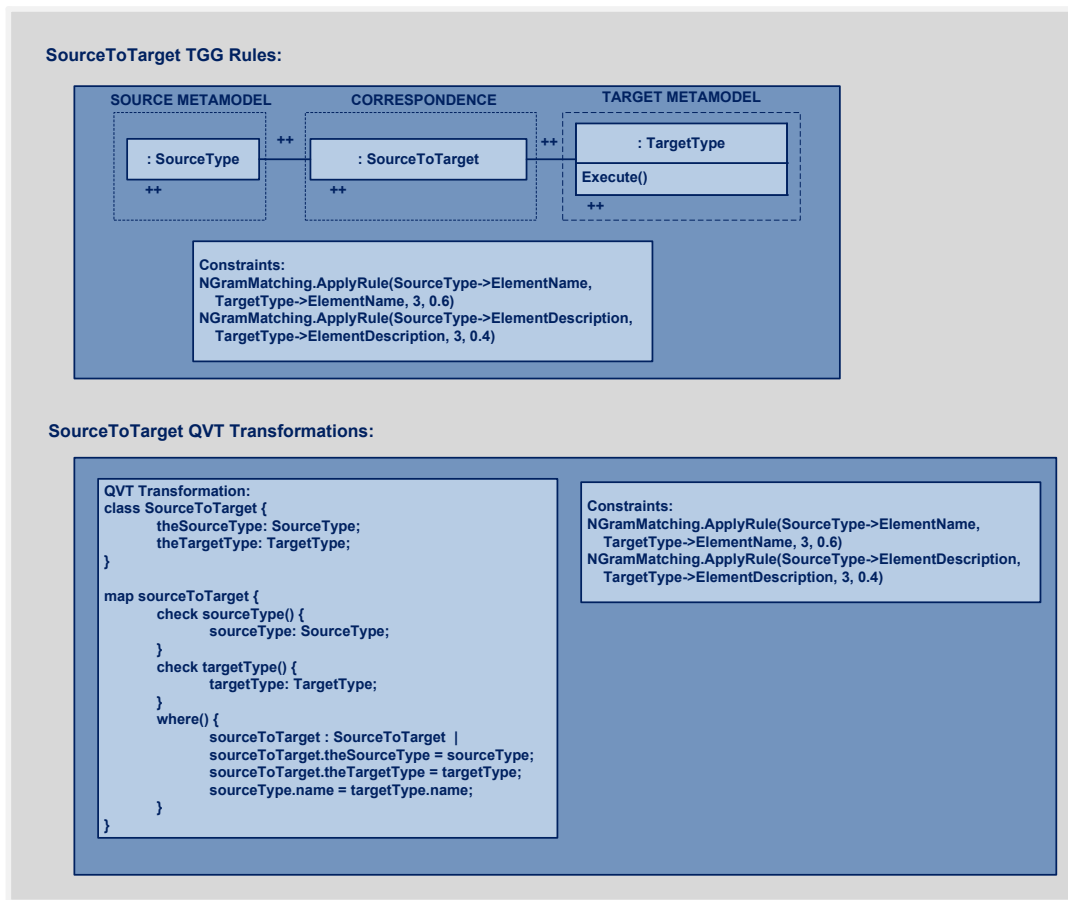 SourceToTarget TGG Rules:
SOURCE METAMODEL
CORRESPONDENCE
TARGET METAMODEL
++
++
: SourceType
: SourceToTarget
: TargetType
Execute()
++
++
++
Constraints:
NGramMatching.ApplyRule(SourceType->ElementName,
TargetType->ElementName, 3, 0.6)
NGramMatching.ApplyRule(SourceType->ElementDescription,
TargetType->ElementDescription, 3, 0.4)
SourceToTarget QVT Transformations:
QVT Transformation:
class SourceToTarget {
theSourceType: SourceType;
theTargetType: TargetType;
}
map sourceToTarget {
check sourceType() {
sourceType: SourceType;
}
check targetType() {
targetType: TargetType;
}
where() {
sourceToTarget : SourceToTarget |
sourceToTarget.theSourceType = sourceType;
sourceToTarget.theTargetType = targetType;
sourceType.name = targetType.name;
}
}
Constraints:
NGramMatching.ApplyRule(SourceType->ElementName,
TargetType->ElementName, 3, 0.6)
NGramMatching.ApplyRule(SourceType->ElementDescription,
TargetType->ElementDescription, 3, 0.4)